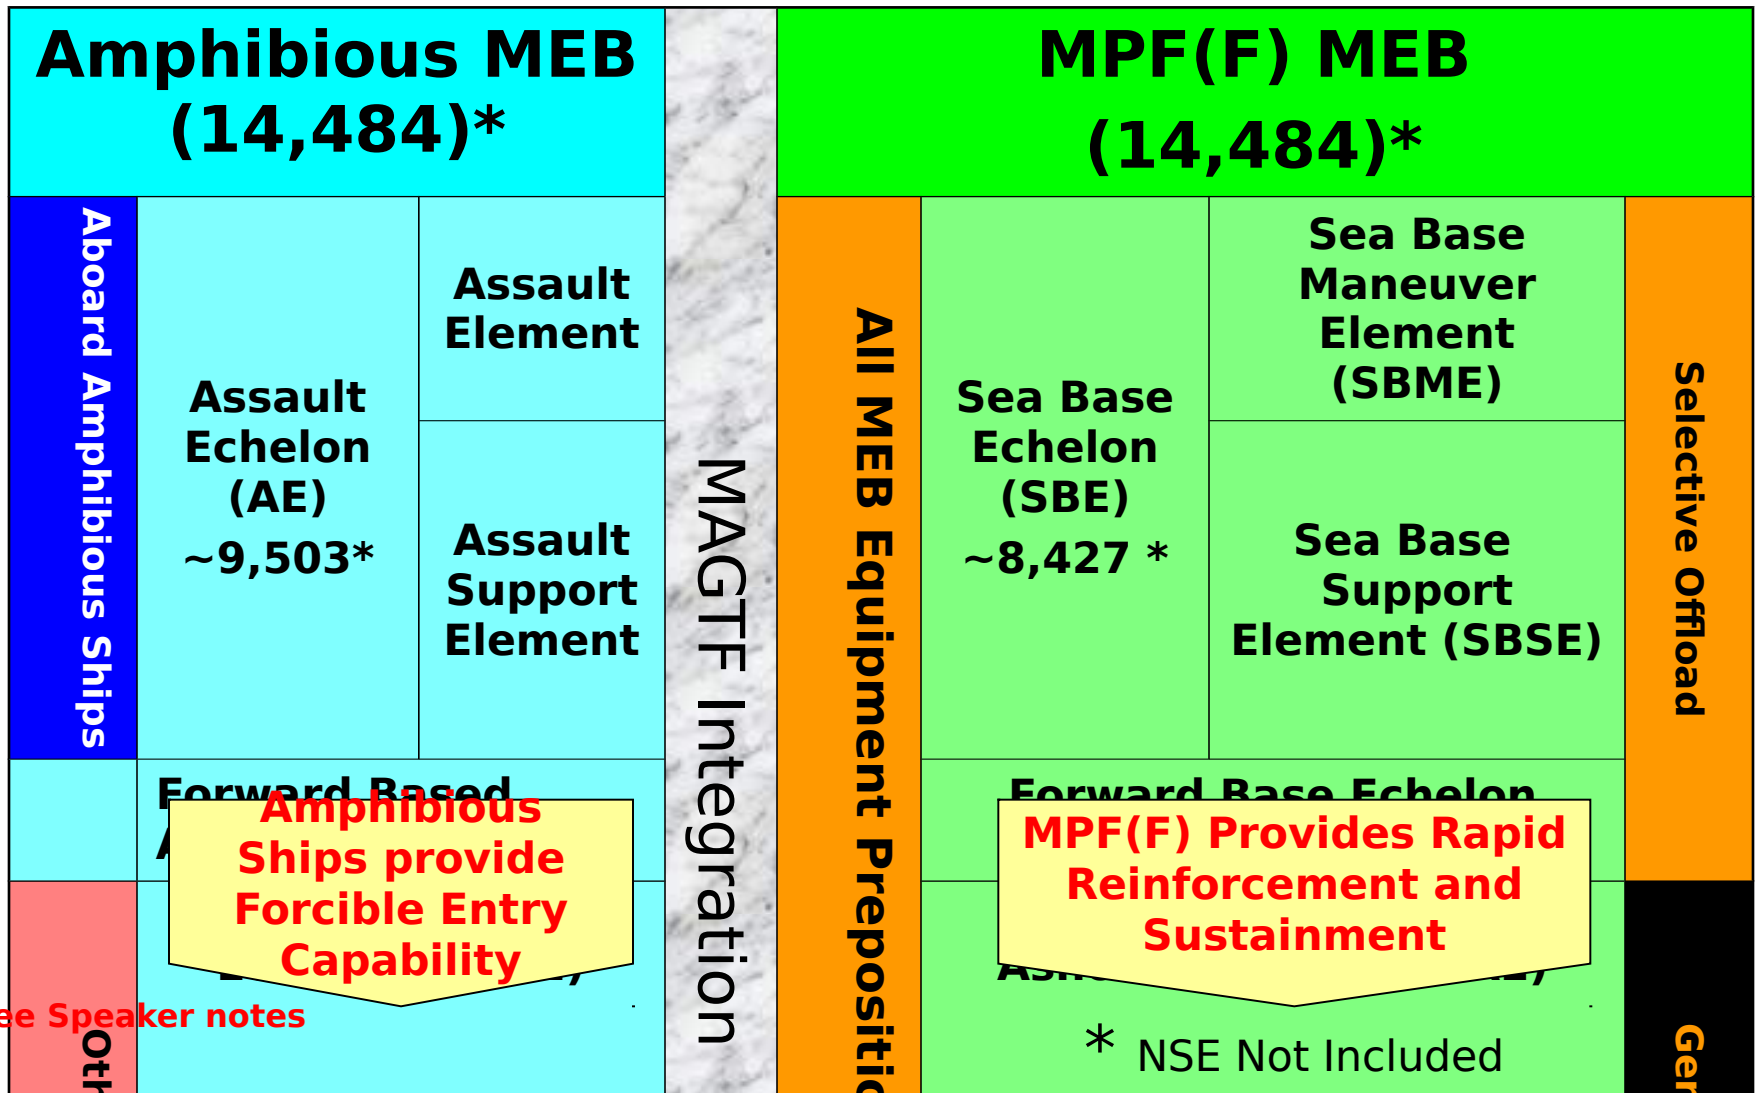 Amphibious MEB
(14,484)*
MPF(F) MEB
(14,484)*
Aboard Amphibious Ships
Assault
Echelon
(AE)
~9,503*
Assault
Element
Assault
Support
Element
MAGTF Integration
All MEB Equipment
Sea Base
Echelon
(SBE)
~8,427 *
Sea Base
Maneuver
Element
(SBME)
Sea Base
Support
Element (SBSE)
Selective Offload
Forward Based
Amphibious
Ships provide
Forcible Entry
Capability
Forward Base Echelon
MPF(F) Provides Rapid
Reinforcement and
Sustainment
Speaker notes
* NSE Not Included